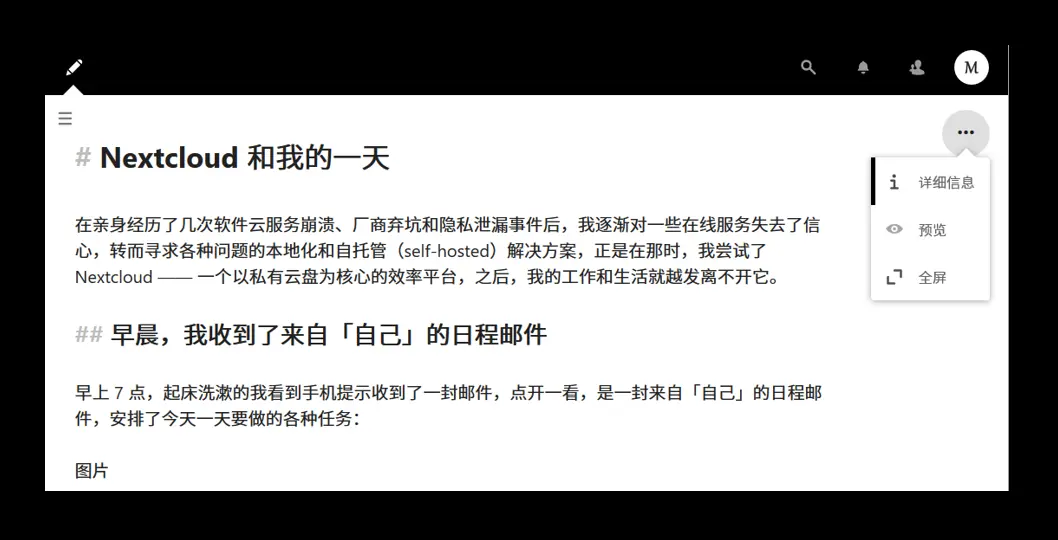 M
# Nextcloud 和我的一天
在亲身经历了几次软件云服务崩溃、厂商弃坑和隐私泄漏事件后，我逐渐对一些在线服务失去了信
心，转而寻求各种问题的本地化和自托管（self-hosted）解决方案，正是在那时，我尝试了
Nextcloud —— 一个以私有云盘为核心的效率平台，之后，我的工作和生活就越发离不开它。
## 早晨，我收到了来自「自己」的日程邮件
早上 7 点，起床洗漱的我看到手机提示收到了一封邮件，点开一看，是一封来自「自己」的日程邮
件，安排了今天一天要做的各种任务：
图片
详细信息
预览
全屏